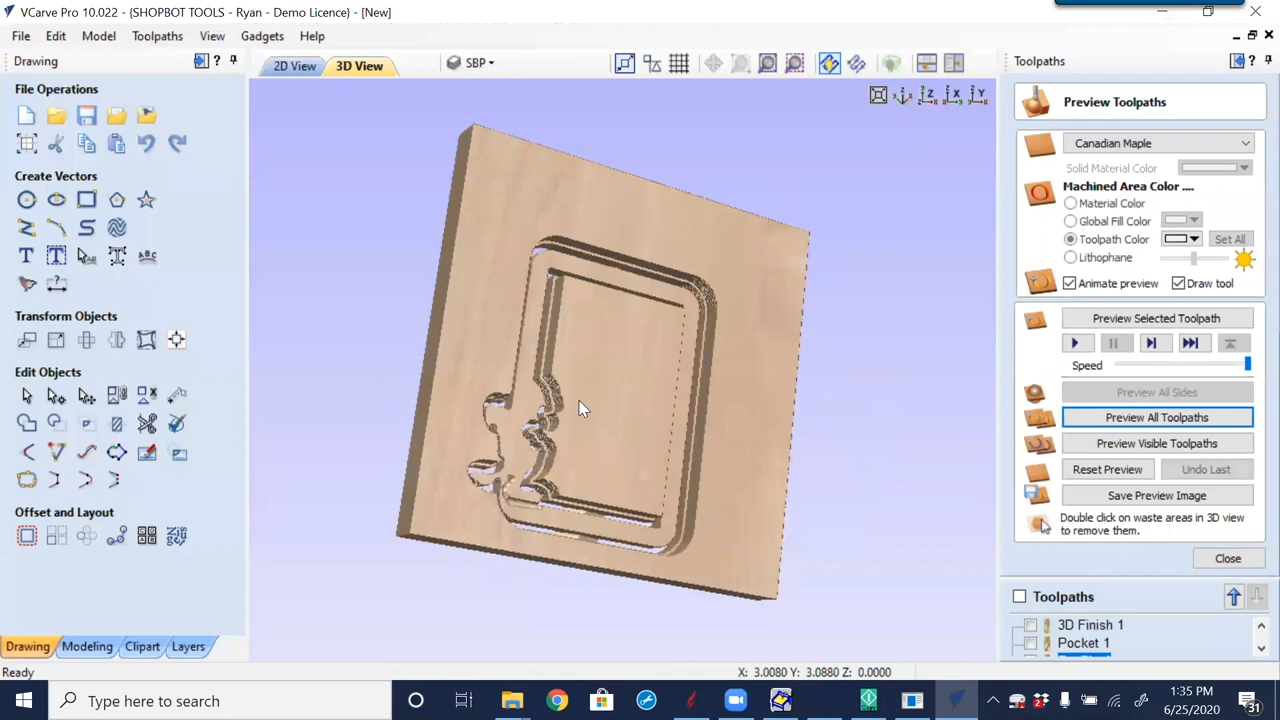 VCarve Pro 10.022 - {SHOPBOT TOOLS - Ryan - Demo Licence} - [New]
File Edit Model Toolpaths View Gadgets Help
Drawing
2D View
3D View
SBP
Toolpaths
File Operations
Create Vectors
Transform Objects
Edit Objects
Offset and Layout
Drawing Modeling Clipart Layers
Preview Toolpaths
Canadian Maple
Solid Material Color
Machined Area Color ....
Material Color
Global Fill Color
Toolpath Color
Set All
Lithophane
Animate preview
Draw tool
Preview Selected Toolpath
Speed
Preview All Sides
Preview All Toolpaths
Preview Visible Toolpaths
Reset Preview
Undo Last
Save Preview Image
Double click on waste areas in 3D view
to remove them.
Close
Toolpaths
3D Finish 1
Pocket 1
Ready
X: 3.0080 Y: 3.0880 Z: 0.0000
Type here to search
1:35 PM
6/25/2020
31